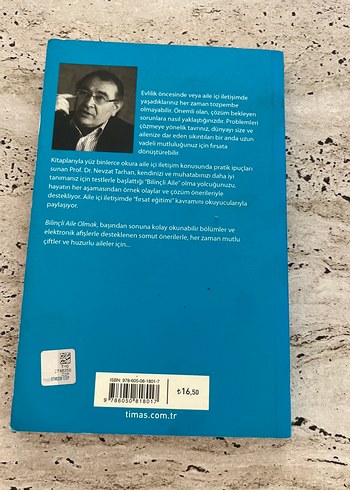 Evlilik öncesinde veya aile içi iletişimde
yaşadıklarınız her zaman tozpembe
olmayabilir. Önemli olan, çözüm bekleyen
sorunlara nasıl yaklaştığınızdır. Problemleri
çözmeye yönelik tavrınız, dünyayı size ve
ailenize dar eden sıkıntıları bir anda uzun
vadeli mutluluğunuz için fırsata
dönüştürebilir.
Kitaplarıyla yüz binlerce okura aile içi iletişim konusunda pratik ipuçları
sunan Prof. Dr. Nevzat Tarhan, kendinizi ve muhatabınızı daha iyi
tanımanız için testlerle başlattığı "Bilinçli Aile" olma yolculuğunuzu,
hayatın her aşamasından örnek olaylar ve çözüm önerileriyle
destekliyor. Aile içi iletişimde "fırsat eğitimi" kavramını okuyucularıyla
paylaşıyor.
Bilinçli Aile Olmak, başından sonuna kolay okunabilir bölümler ve
elektronik afişlerle desteklenen somut önerilerle, her zaman mutlu
çiftler ve huzurlu aileler için...
ISBN: 978-605-08-1801-7
9 786050 818017
₺16,50
timas.com.tr